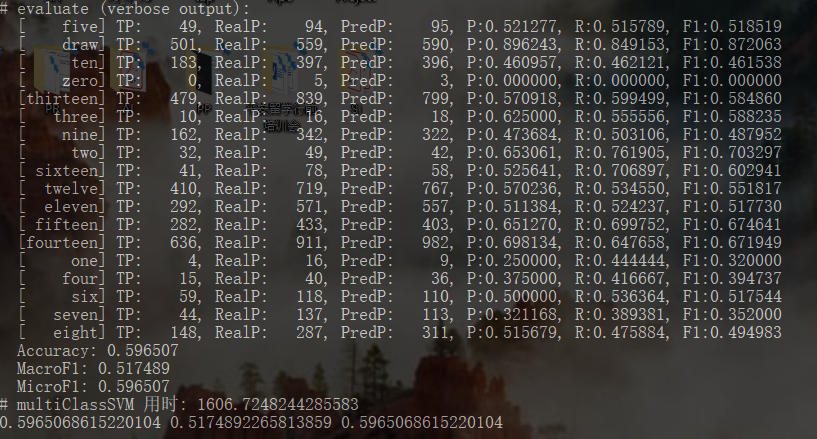 # evaluate (verbose output):
[    five] TP:   49, RealP:   94, PredP:   95, P:0.521277, R:0.515789, F1:0.518519
[    draw] TP:  501, RealP:  559, PredP:  590, P:0.896243, R:0.849153, F1:0.872063
[     ten] TP:  183, RealP:  397, PredP:  396, P:0.460957, R:0.462121, F1:0.461538
[    zero] TP:    0, RealP:    5, PredP:    3, P:0.000000, R:0.000000, F1:0.000000
[thirteen] TP:  479, RealP:  839, PredP:  799, P:0.570918, R:0.599499, F1:0.584860
[   three] TP:   10, RealP:   16, PredP:   18, P:0.625000, R:0.555556, F1:0.588235
[    nine] TP:  162, RealP:  342, PredP:  322, P:0.473684, R:0.503106, F1:0.487952
[     two] TP:   32, RealP:   49, PredP:   42, P:0.653061, R:0.761905, F1:0.703297
[ sixteen] TP:   41, RealP:   78, PredP:   58, P:0.525641, R:0.706897, F1:0.602941
[  twelve] TP:  410, RealP:  719, PredP:  767, P:0.570236, R:0.534550, F1:0.551817
[  eleven] TP:  292, RealP:  571, PredP:  557, P:0.511384, R:0.524237, F1:0.517730
[ fifteen] TP:  282, RealP:  433, PredP:  403, P:0.651270, R:0.699752, F1:0.674641
[fourteen] TP:  636, RealP:  911, PredP:  982, P:0.698134, R:0.647658, F1:0.671949
[     one] TP:    4, RealP:   16, PredP:    9, P:0.250000, R:0.444444, F1:0.320000
[    four] TP:   15, RealP:   40, PredP:   36, P:0.375000, R:0.416667, F1:0.394737
[     six] TP:   59, RealP:  118, PredP:  110, P:0.500000, R:0.536364, F1:0.517544
[   seven] TP:   44, RealP:  137, PredP:  113, P:0.321168, R:0.389381, F1:0.352000
[   eight] TP:  148, RealP:  287, PredP:  311, P:0.515679, R:0.475884, F1:0.494983
Accuracy: 0.596507
MacroF1: 0.517489
MicroF1: 0.596507
# multiClassSVM 用时: 1606.7248244285583
0.5965068615220104 0.5174892265813859 0.5965068615220104